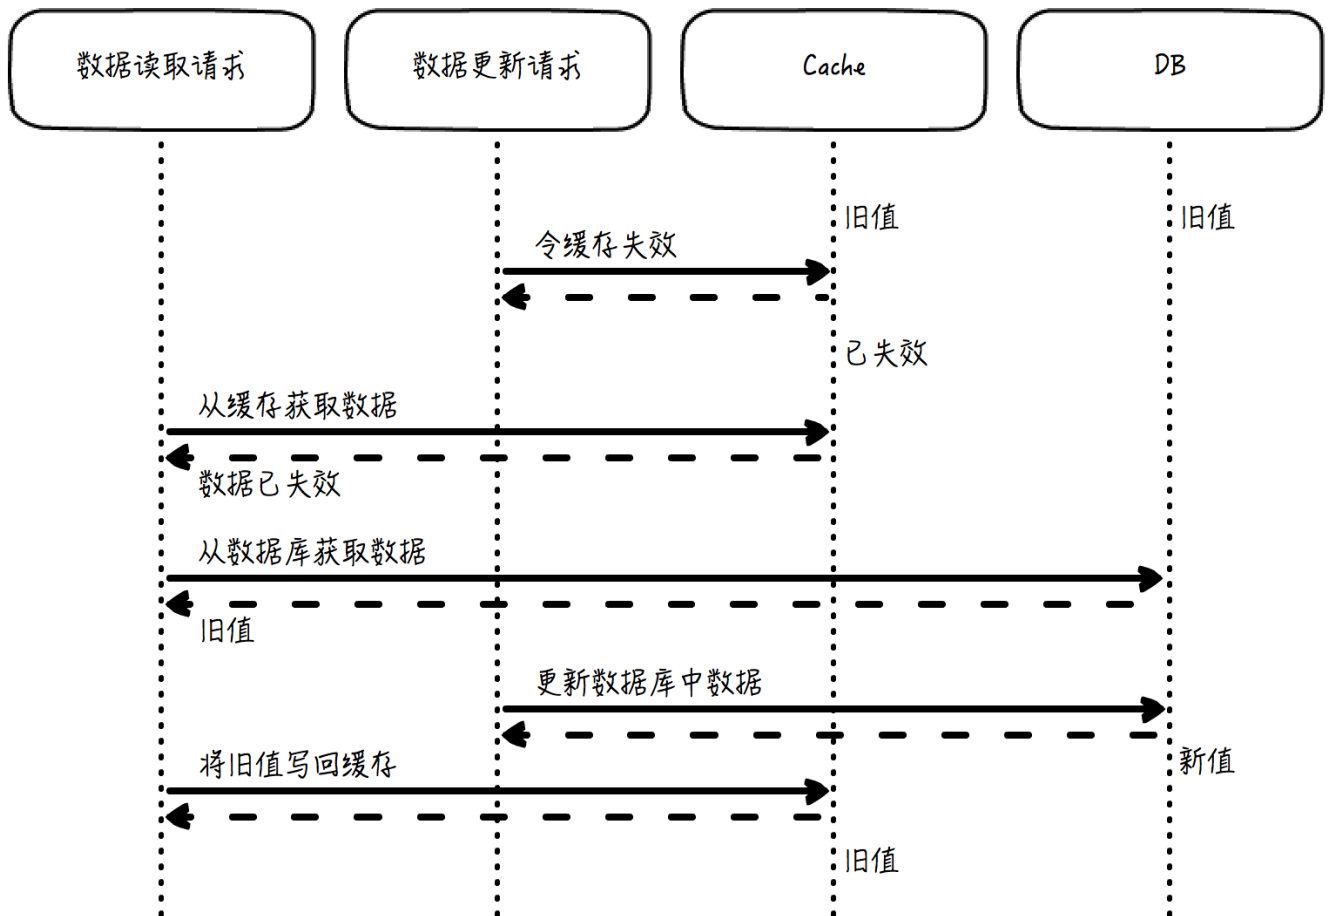 数据读取请求
数据更新请求
Cache
DB
旧值
旧值
令缓存失效
已失效
从缓存获取数据
数据已失效
从数据库获取数据
旧值
更新数据库中数据
新值
将旧值写回缓存
旧值